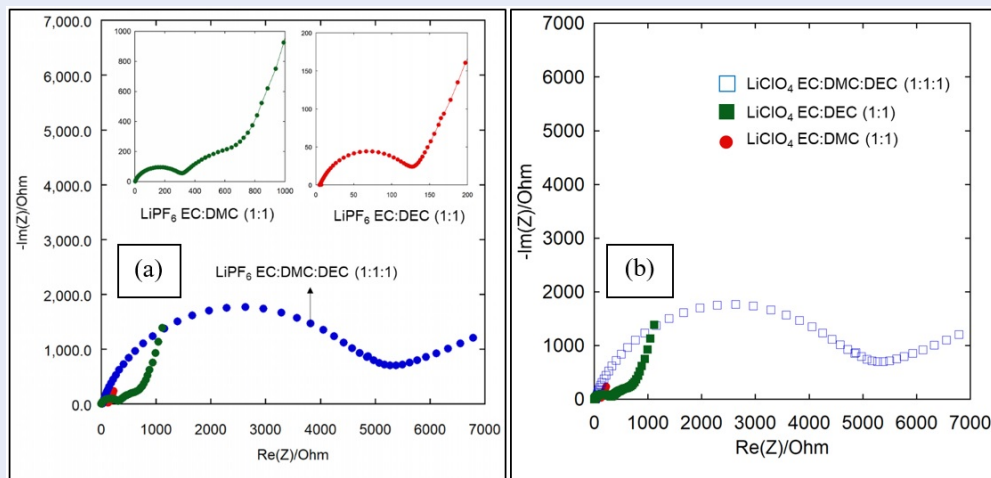 7,000.0
6,000.0
5,000.0
4,000.0
3,000.0
2,000.0
1,000.0
0.0
-Im(Z)/Ohm
1000
800
600
400
200
0
0 200 400 600 800 1000
LiPF₆ EC:DMC (1:1)
200
150
100
50
0
0 50 100 150 200
LiPF₆ EC:DEC (1:1)
(a)
LiPF₆ EC:DMC:DEC (1:1:1)
0 1000 2000 3000 4000 5000 6000 7000
Re(Z)/Ohm
7000
6000
5000
4000
3000
2000
1000
0
-Im(Z)/Ohm
LiClO₄ EC:DMC:DEC (1:1:1)
LiClO₄ EC:DEC (1:1)
LiClO₄ EC:DMC (1:1)
(b)
0 1000 2000 3000 4000 5000 6000 7000
Re(Z)/Ohm